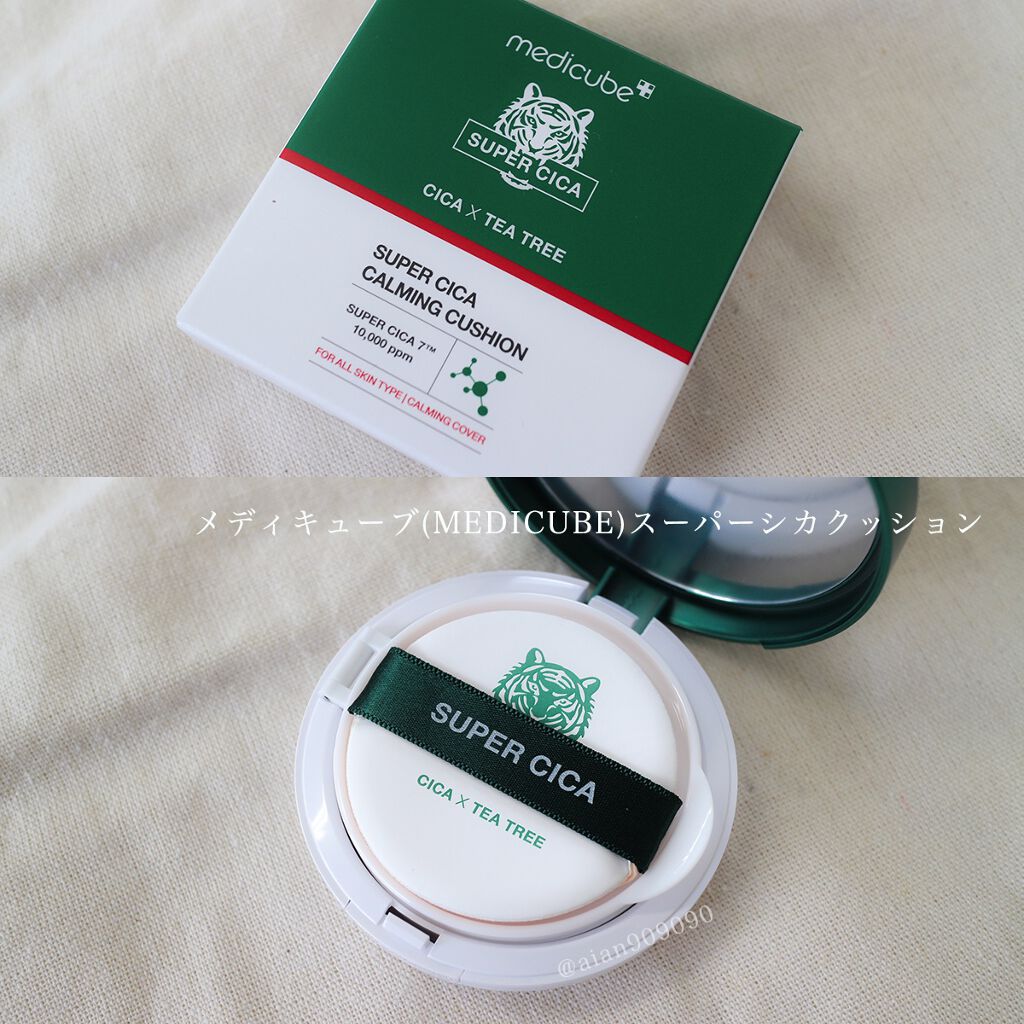 medicube
SUPER CICA
CICA X TEA TREE
SUPER CICA
CALMING CUSHION
SUPER CICA 7™
10,000 ppm
FOR ALL SKIN TYPE | CALMING COVER
メディキューブ(MEDICUBE)スーパーシカクッション
SUPER CICA
CICA X TEA TREE
@aian909090